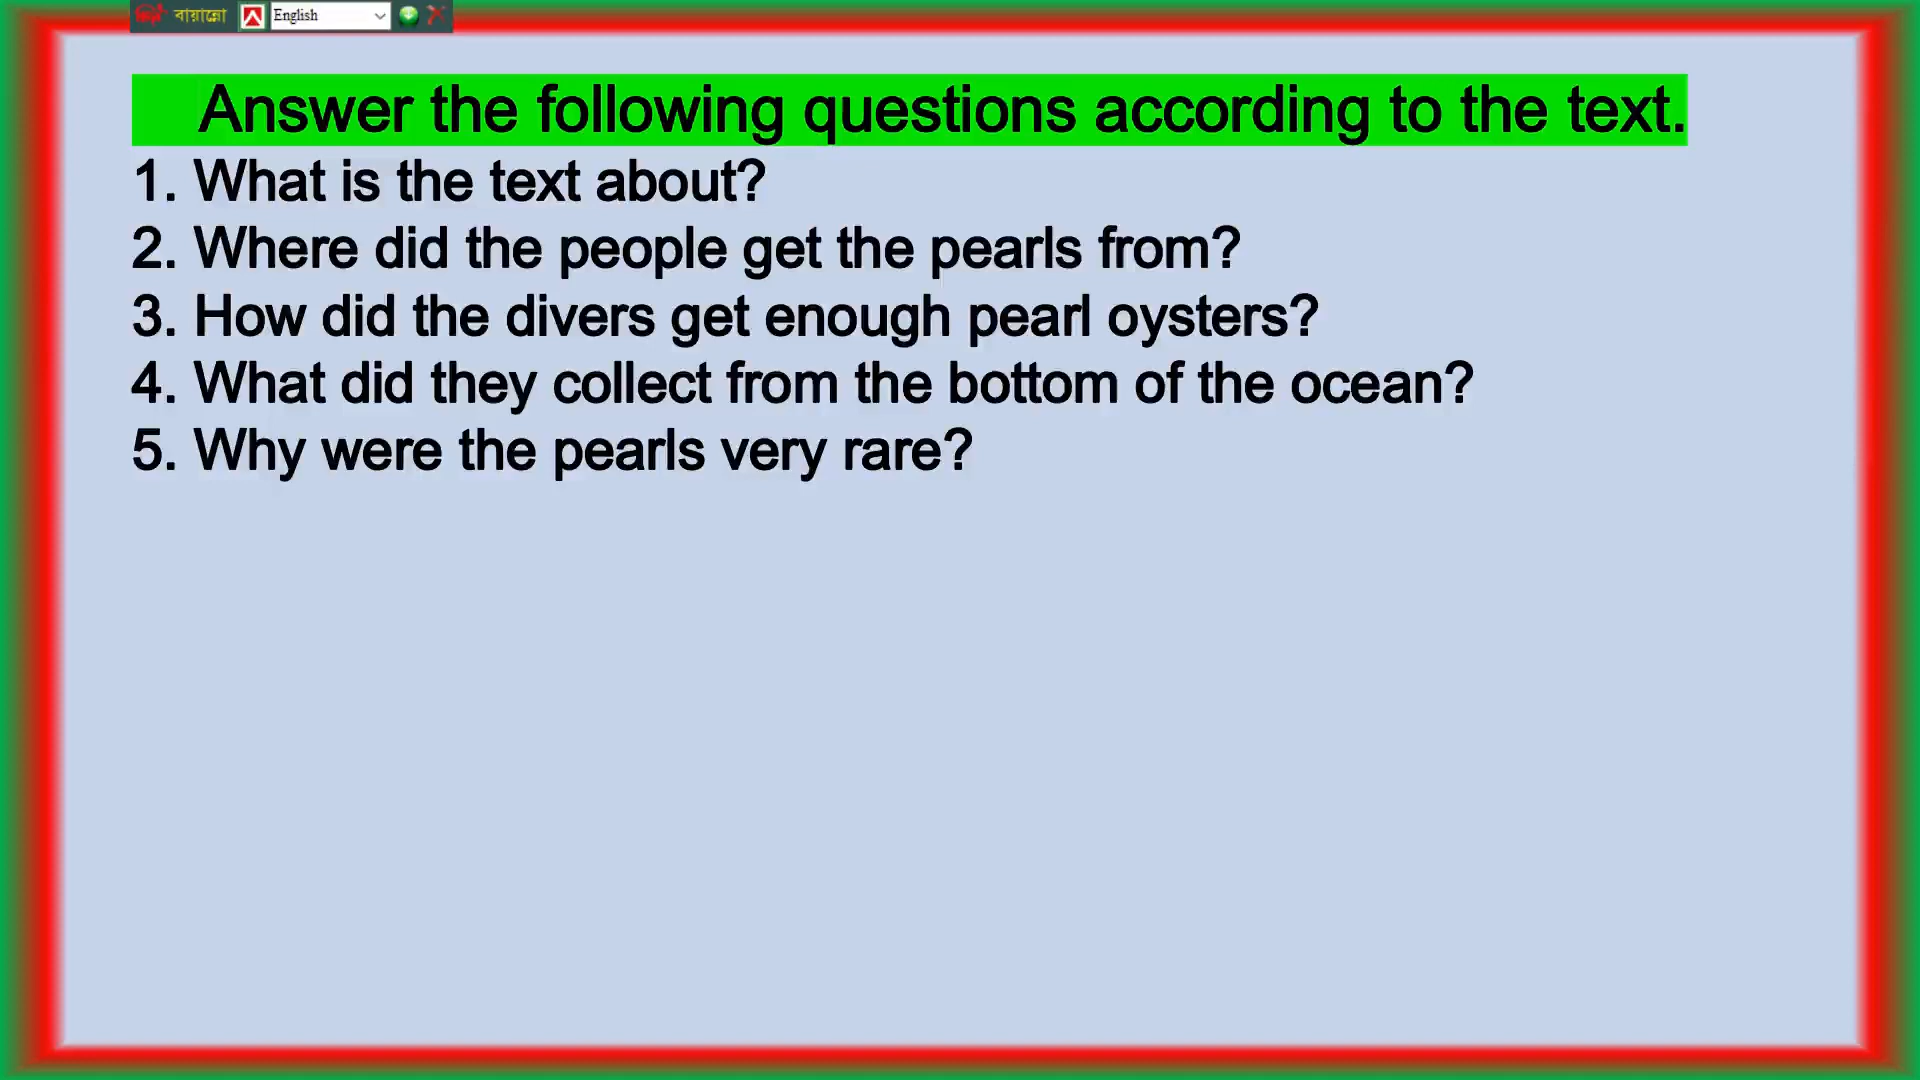 বায়ান্নো English
Answer the following questions according to the text.
1. What is the text about?
2. Where did the people get the pearls from?
3. How did the divers get enough pearl oysters?
4. What did they collect from the bottom of the ocean?
5. Why were the pearls very rare?